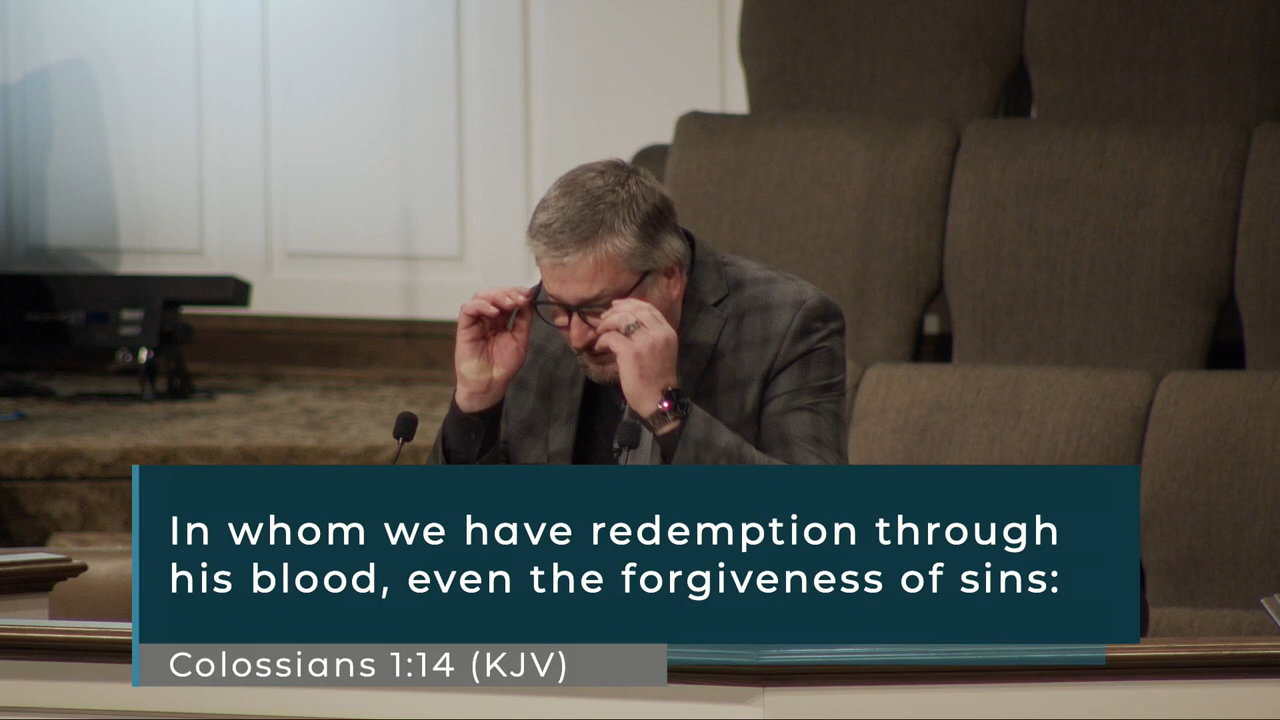 In whom we have redemption through
his blood, even the forgiveness of sins:
Colossians 1:14 (KJV)